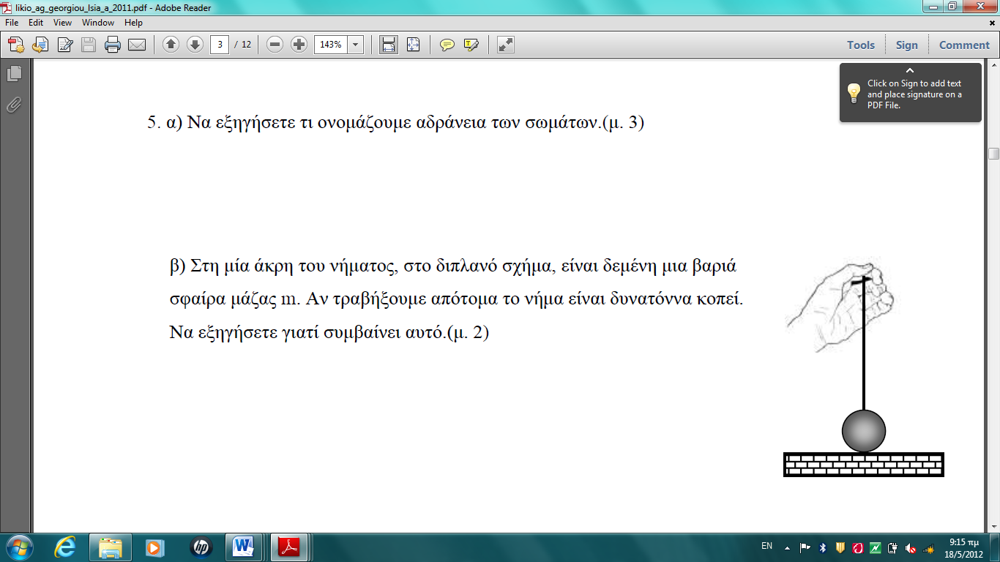 likio_ag_georgiou_lsia_a_2011.pdf - Adobe Reader
File Edit View Window Help
3 / 12 143% Tools Sign Comment
Click on Sign to add text
and place signature on a
PDF File.
5. α) Να εξηγήσετε τι ονομάζουμε αδράνεια των σωμάτων.(μ. 3)
β) Στη μία άκρη του νήματος, στο διπλανό σχήμα, είναι δεμένη μια βαριά
σφαίρα μάζας m. Αν τραβήξουμε απότομα το νήμα είναι δυνατόννα κοπεί.
Να εξηγήσετε γιατί συμβαίνει αυτό.(μ. 2)
EN 9:15 πμ
18/5/2012